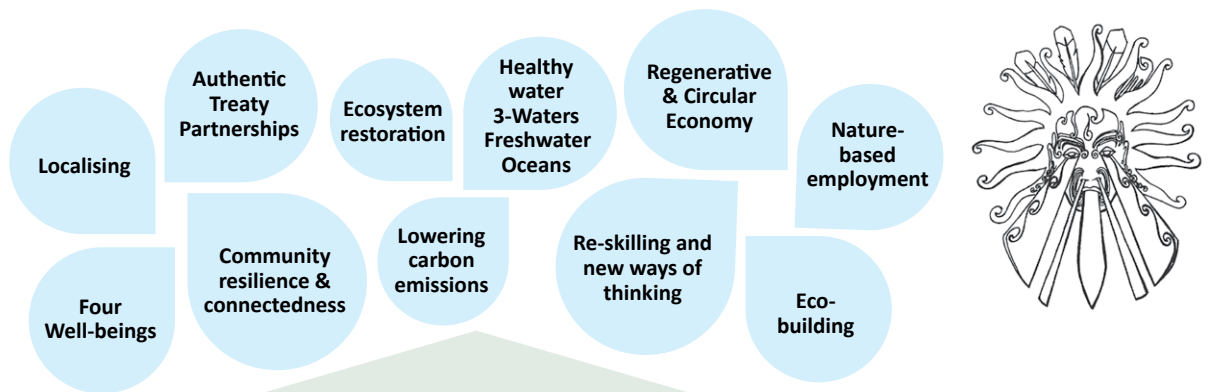 Localising
Authentic
Treaty
Partnerships
Ecosystem
restoration
Healthy
water
3-Waters
Freshwater
Oceans
Regenerative
& Circular
Economy
Nature-
based
employment
Four
Well-beings
Community
resilience &
connectedness
Lowering
carbon
emissions
Re-skilling and
new ways of
thinking
Eco-
building